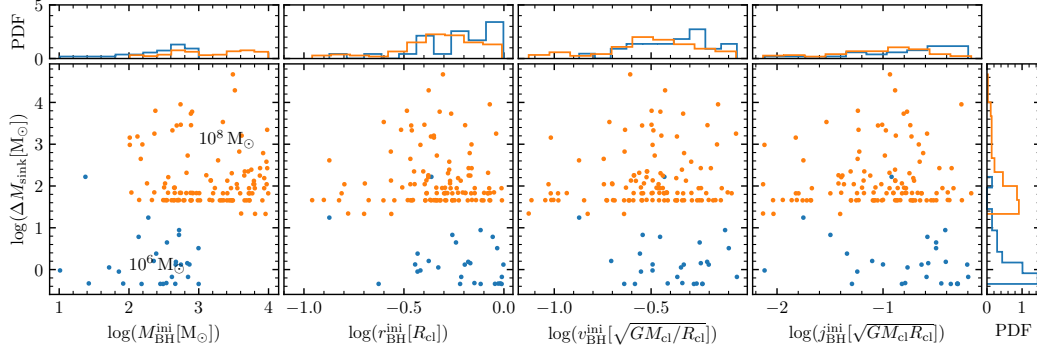 PDF
5
0
log(ΔM_sink[M_⊙])
4
3
2
1
0
10^8 M_⊙
10^6 M_⊙
1 2 3 4
−1.0 −0.5 0.0
−1.0 −0.5
−2 −1
0 1
log(M_BH^ini[M_⊙])
log(r_BH^ini[R_cl])
log(v_BH^ini[√GM_cl/R_cl])
log(j_BH^ini[√GM_clR_cl])
PDF